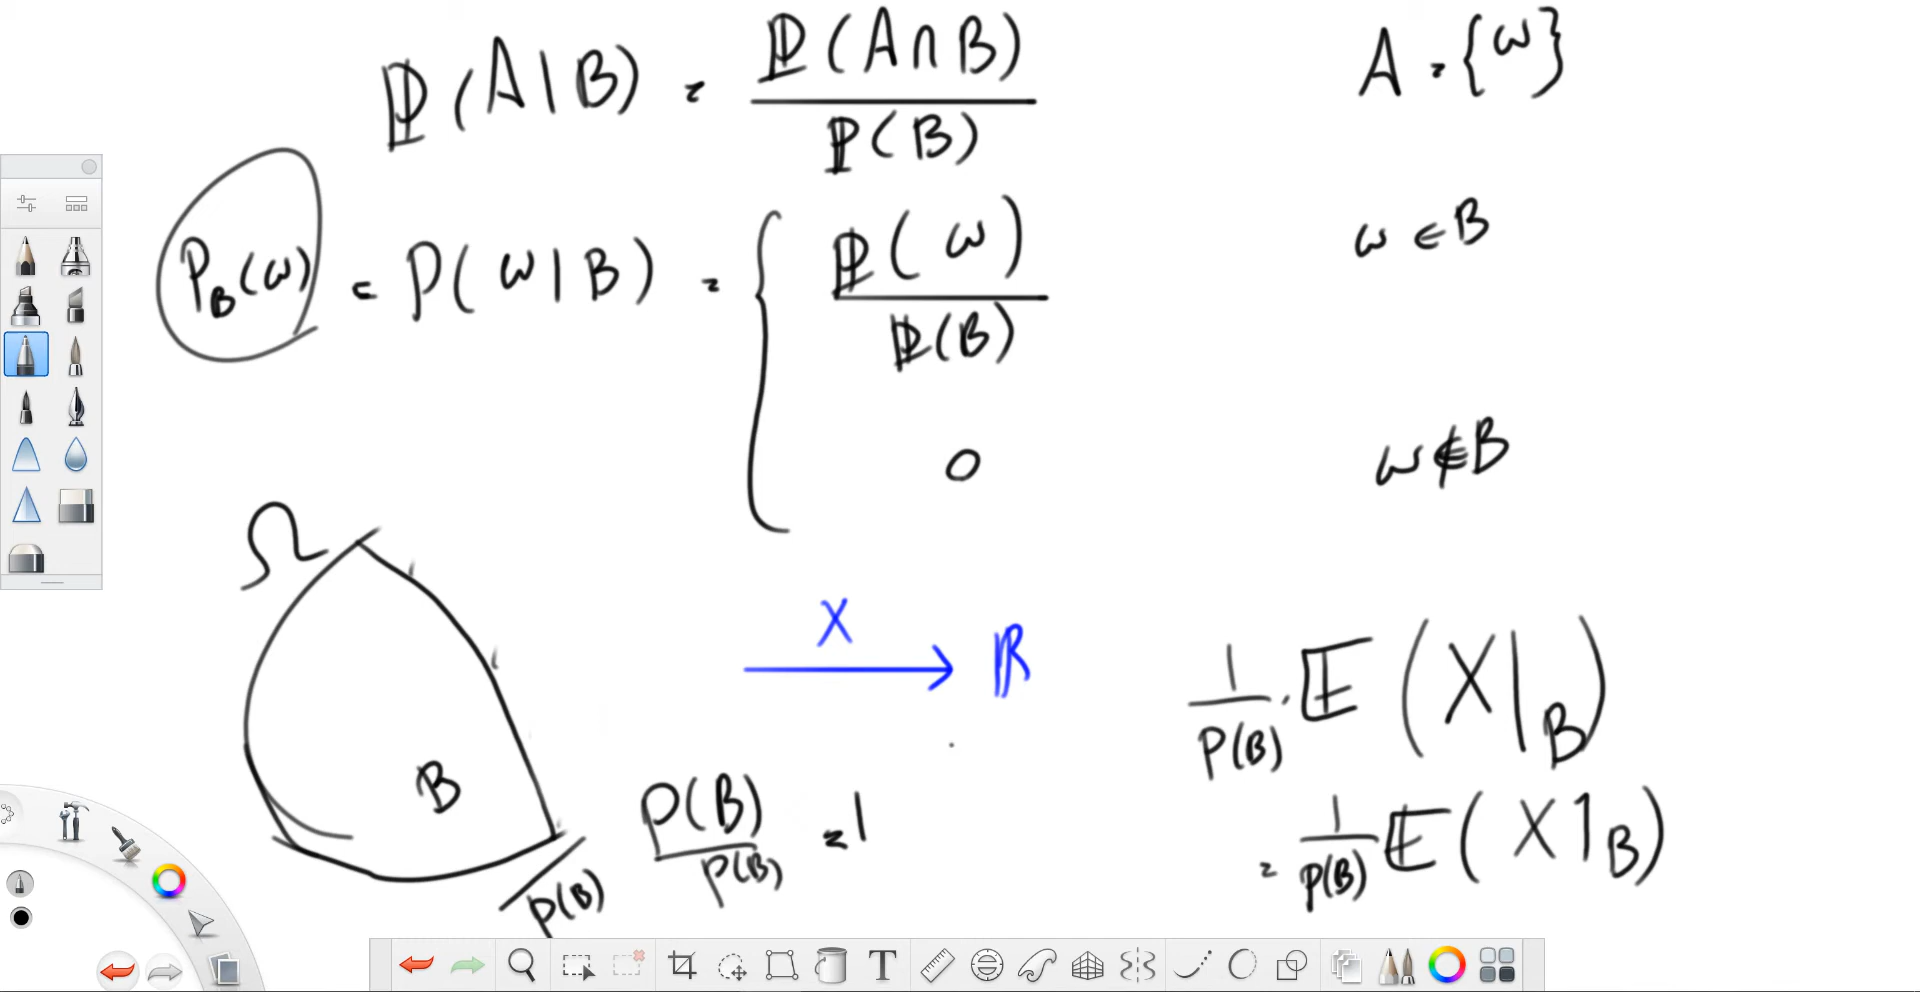 ℙ(A|B) = ℙ(A∩B) / ℙ(B)
A = {ω}
P_B(ω) = P(ω|B) = { ℙ(ω) / ℙ(B)
ω ∈ B
0
ω ∉ B
Ω
X
ℝ
B
1/P(B) · 𝔼(X|_B)
P(B) / P(B) = 1
/ P(B)
= 1/P(B) 𝔼(X 1_B)
T